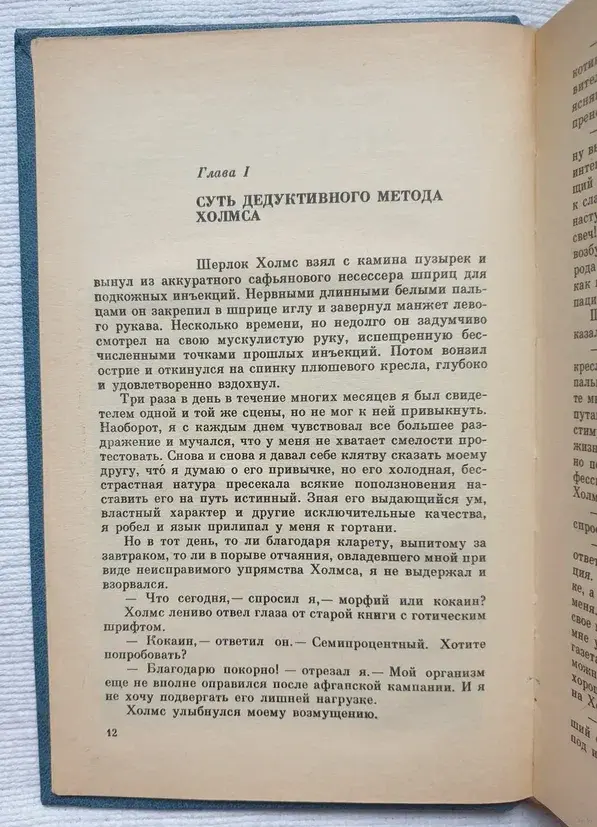 Глава I
СУТЬ ДЕДУКТИВНОГО МЕТОДА
ХОЛМСА
Шерлок Холмс взял с камина пузырек и
вынул из аккуратного сафьянового несессера шприц для
подкожных инъекций. Нервными длинными белыми паль-
цами он закрепил в шприце иглу и завернул манжет лево-
го рукава. Несколько времени, но недолго он задумчиво
смотрел на свою мускулистую руку, испещренную бес-
численными точками прошлых инъекций. Потом вонзил
острие и откинулся на спинку плюшевого кресла, глубоко
и удовлетворенно вздохнул.
Три раза в день в течение многих месяцев я был свиде-
телем одной и той же сцены, но не мог к ней привыкнуть.
Наоборот, я с каждым днем чувствовал все большее раз-
дражение и мучался, что у меня не хватает смелости про-
тестовать. Снова и снова я давал себе клятву сказать моему
другу, что́ я думаю о его привычке, но его холодная, бес-
страстная натура пресекала всякие поползновения на-
ставить его на путь истинный. Зная его выдающийся ум,
властный характер и другие исключительные качества,
я робел и язык прилипал у меня к гортани.
Но в тот день, то ли благодаря кларету, выпитому за
завтраком, то ли в порыве отчаяния, овладевшего мной при
виде неисправимого упрямства Холмса, я не выдержал и
взорвался.
— Что сегодня,— спросил я,— морфий или кокаин?
Холмс лениво отвел глаза от старой книги с готическим
шрифтом.
— Кокаин,— ответил он.— Семипроцентный. Хотите
попробовать?
— Благодарю покорно! — отрезал я.— Мой организм
еще не вполне оправился после афганской кампании. И я
не хочу подвергать его лишней нагрузке.
Холмс улыбнулся моему возмущению.
12